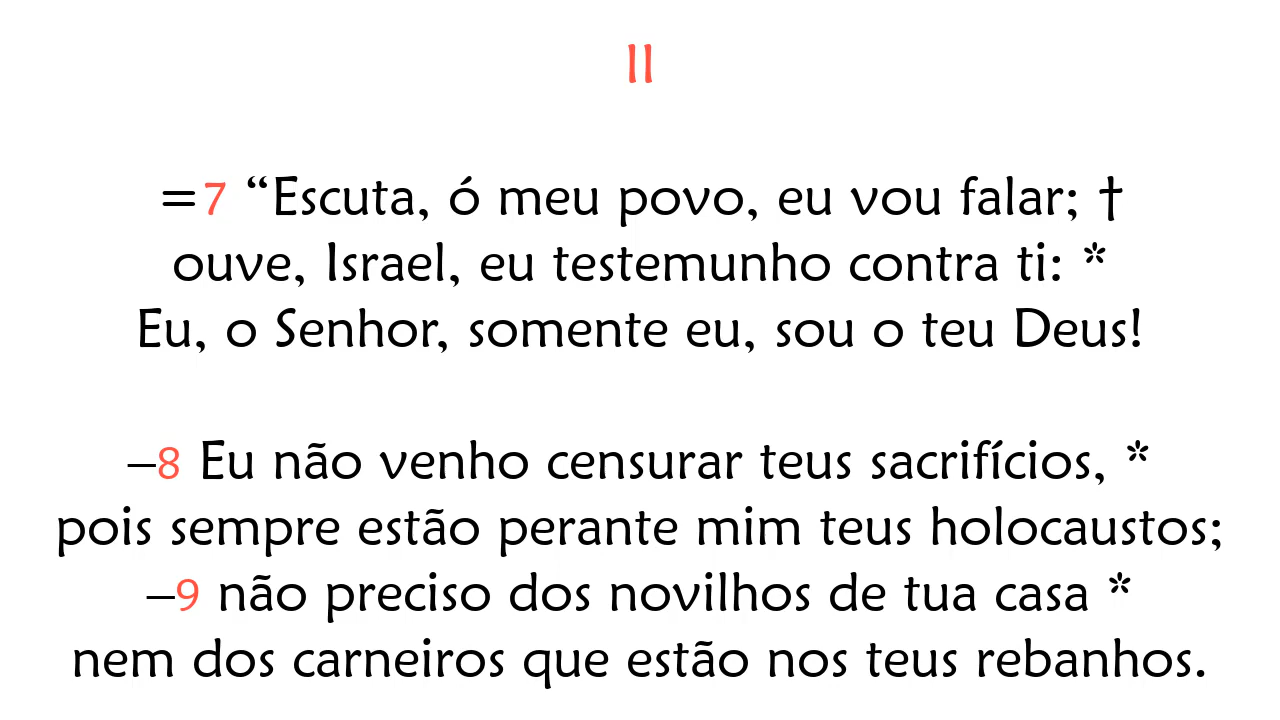 II
=7 “Escuta, ó meu povo, eu vou falar; †
ouve, Israel, eu testemunho contra ti: *
Eu, o Senhor, somente eu, sou o teu Deus!
–8 Eu não venho censurar teus sacrifícios, *
pois sempre estão perante mim teus holocaustos;
–9 não preciso dos novilhos de tua casa *
nem dos carneiros que estão nos teus rebanhos.